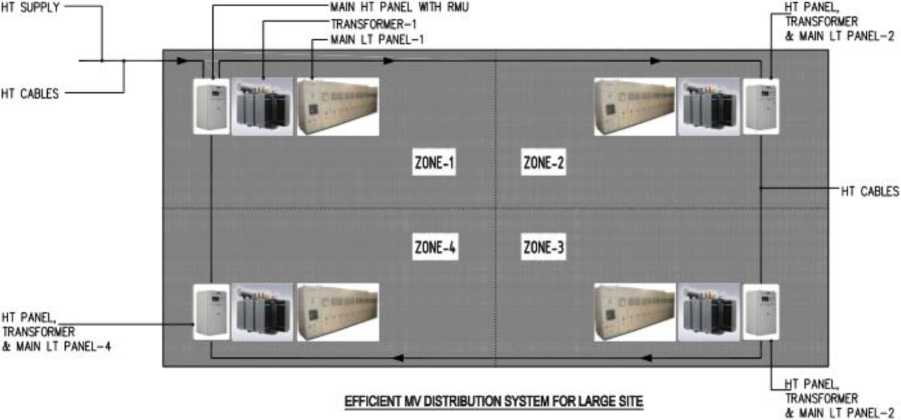 HT SUPPLY
MAIN HT PANEL WITH RMU
TRANSFORMER-1
MAIN LT PANEL-1
HT PANEL,
TRANSFORMER
& MAIN LT PANEL-2
HT CABLES
ZONE-1
ZONE-2
HT CABLES
ZONE-4
ZONE-3
HT PANEL,
TRANSFORMER
& MAIN LT PANEL-4
HT PANEL,
TRANSFORMER
& MAIN LT PANEL-2
EFFICIENT MV DISTRIBUTION SYSTEM FOR LARGE SITE